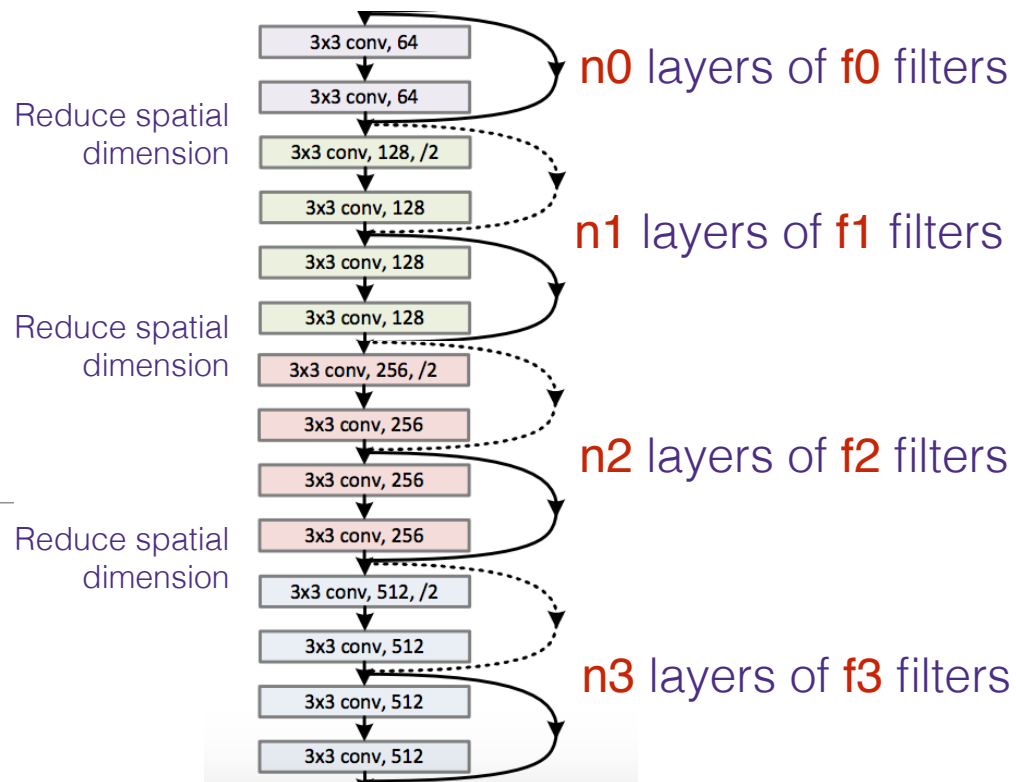 3x3 conv, 64
n0 layers of f0 filters
3x3 conv, 64
Reduce spatial
dimension
3x3 conv, 128, /2
3x3 conv, 128
n1 layers of f1 filters
3x3 conv, 128
3x3 conv, 128
Reduce spatial
dimension
3x3 conv, 256, /2
3x3 conv, 256
n2 layers of f2 filters
3x3 conv, 256
3x3 conv, 256
Reduce spatial
dimension
3x3 conv, 512, /2
3x3 conv, 512
n3 layers of f3 filters
3x3 conv, 512
3x3 conv, 512